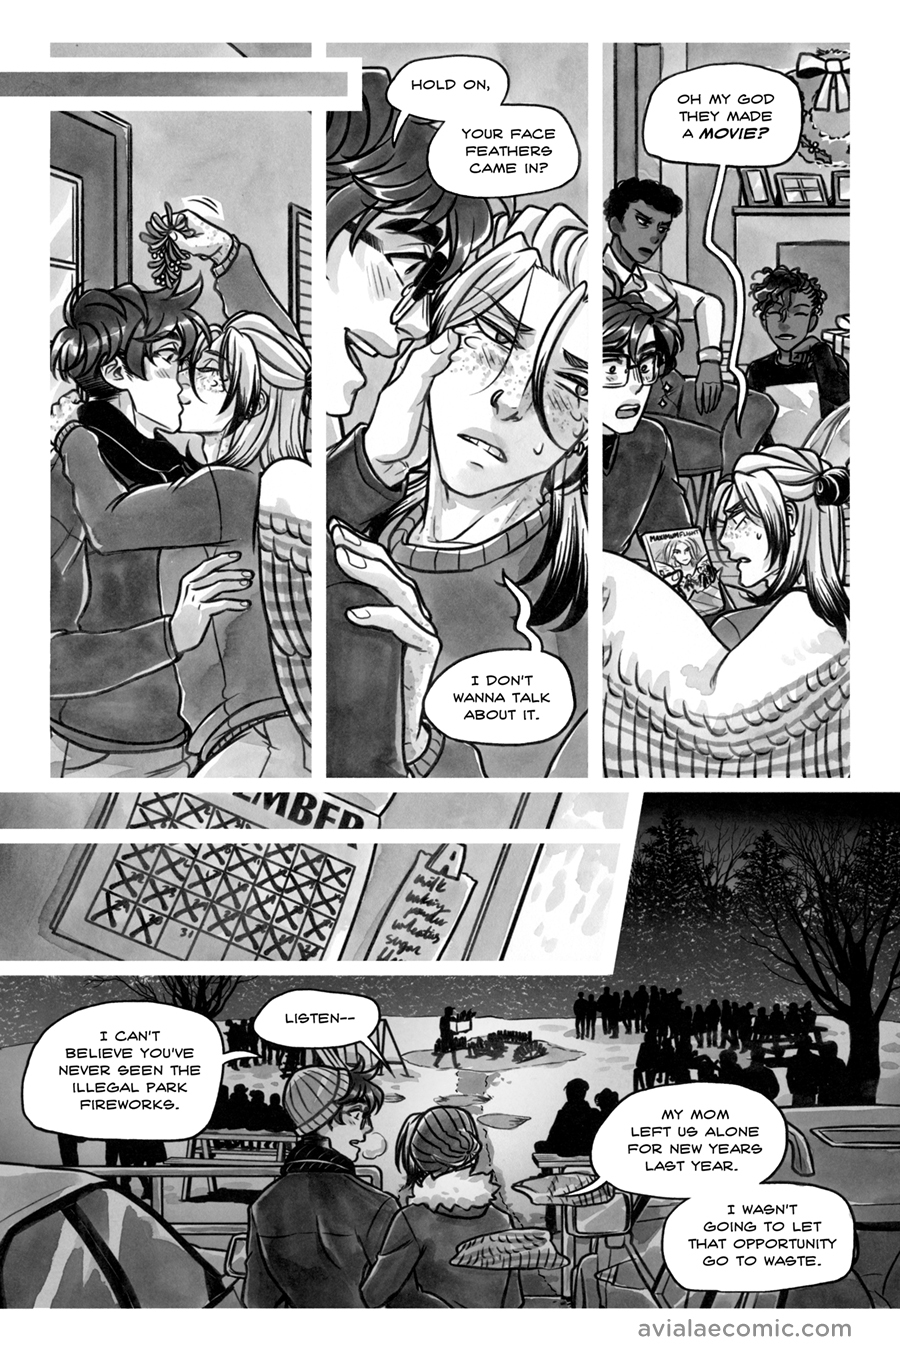 HOLD ON,
YOUR FACE
FEATHERS
CAME IN?
I DON'T
WANNA TALK
ABOUT IT.
OH MY GOD
THEY MADE
A MOVIE?
MAXIMUM FLIGHT
EMBER
31
milk
baking
powder
wheaties
sugar
I CAN'T
BELIEVE YOU'VE
NEVER SEEN THE
ILLEGAL PARK
FIREWORKS.
LISTEN--
MY MOM
LEFT US ALONE
FOR NEW YEARS
LAST YEAR.
I WASN'T
GOING TO LET
THAT OPPORTUNITY
GO TO WASTE.
avialaecomic.com